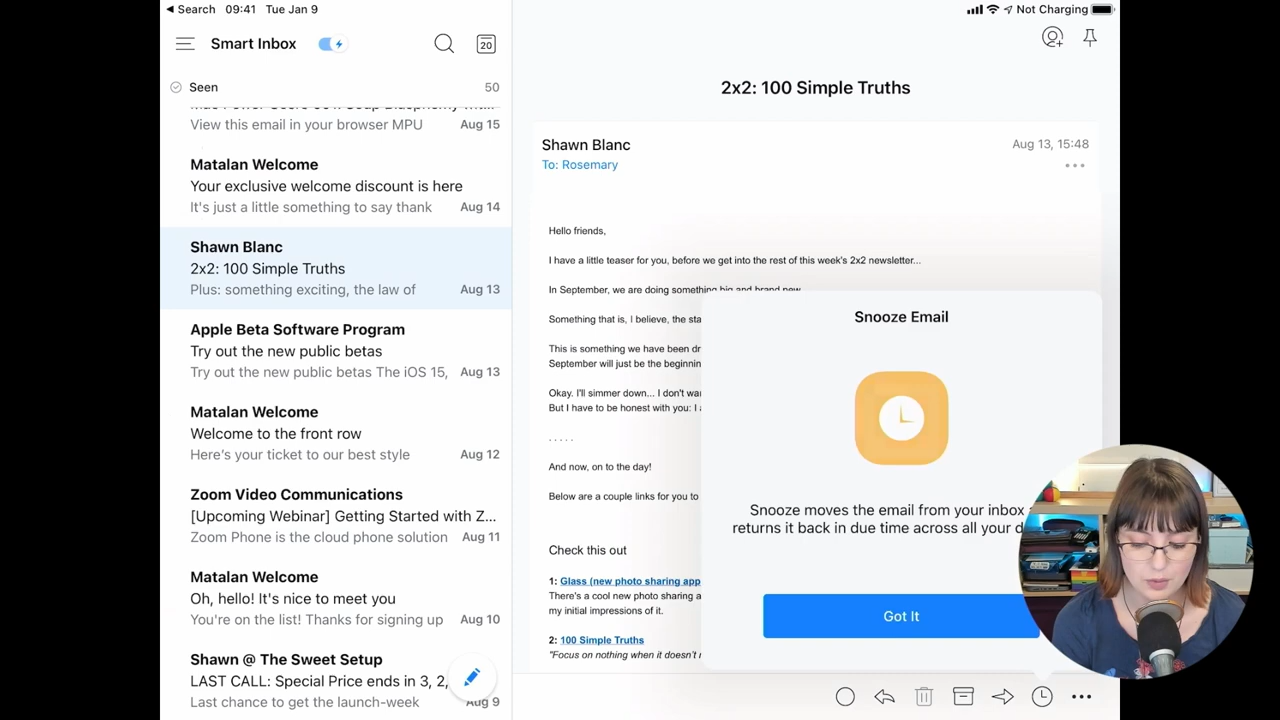 Search 09:41 Tue Jan 9
Not Charging
Smart Inbox
20
Seen 50
View this email in your browser MPU Aug 15
Matalan Welcome
Your exclusive welcome discount is here
It's just a little something to say thank Aug 14
Shawn Blanc
2x2: 100 Simple Truths
Plus: something exciting, the law of Aug 13
Apple Beta Software Program
Try out the new public betas
Try out the new public betas The iOS 15, Aug 13
Matalan Welcome
Welcome to the front row
Here's your ticket to our best style Aug 12
Zoom Video Communications
[Upcoming Webinar] Getting Started with Z...
Zoom Phone is the cloud phone solution Aug 11
Matalan Welcome
Oh, hello! It's nice to meet you
You're on the list! Thanks for signing up Aug 10
Shawn @ The Sweet Setup
LAST CALL: Special Price ends in 3, 2,
Last chance to get the launch-week Aug 9
2x2: 100 Simple Truths
Shawn Blanc Aug 13, 15:48
To: Rosemary
Hello friends,
I have a little teaser for you, before we get into the rest of this week's 2x2 newsletter...
In September, we are doing something big and brand new.
Something that is, I believe, the sta
This is something we have been dr
September will just be the beginnin
Okay. I'll simmer down... I don't wa
But I have to be honest with you: I
. . . . .
And now, on to the day!
Below are a couple links for you to
Check this out
1: Glass (new photo sharing app
There's a cool new photo sharing a
my initial impressions of it.
2: 100 Simple Truths
"Focus on nothing when it doesn't
Snooze Email
Snooze moves the email from your inbox
returns it back in due time across all your d
Got It